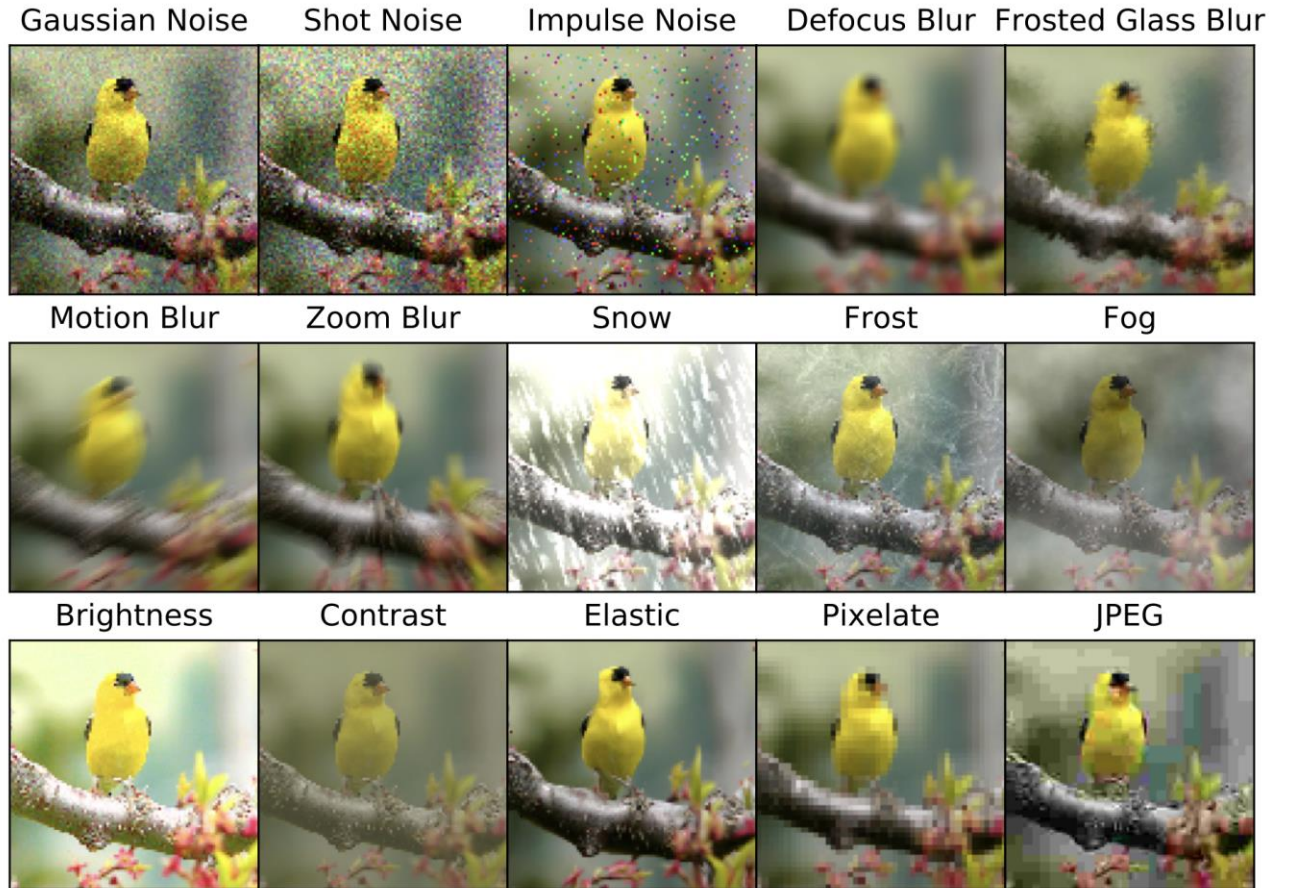 Gaussian Noise Shot Noise Impulse Noise Defocus Blur Frosted Glass Blur
Motion Blur Zoom Blur Snow Frost Fog
Brightness Contrast Elastic Pixelate JPEG